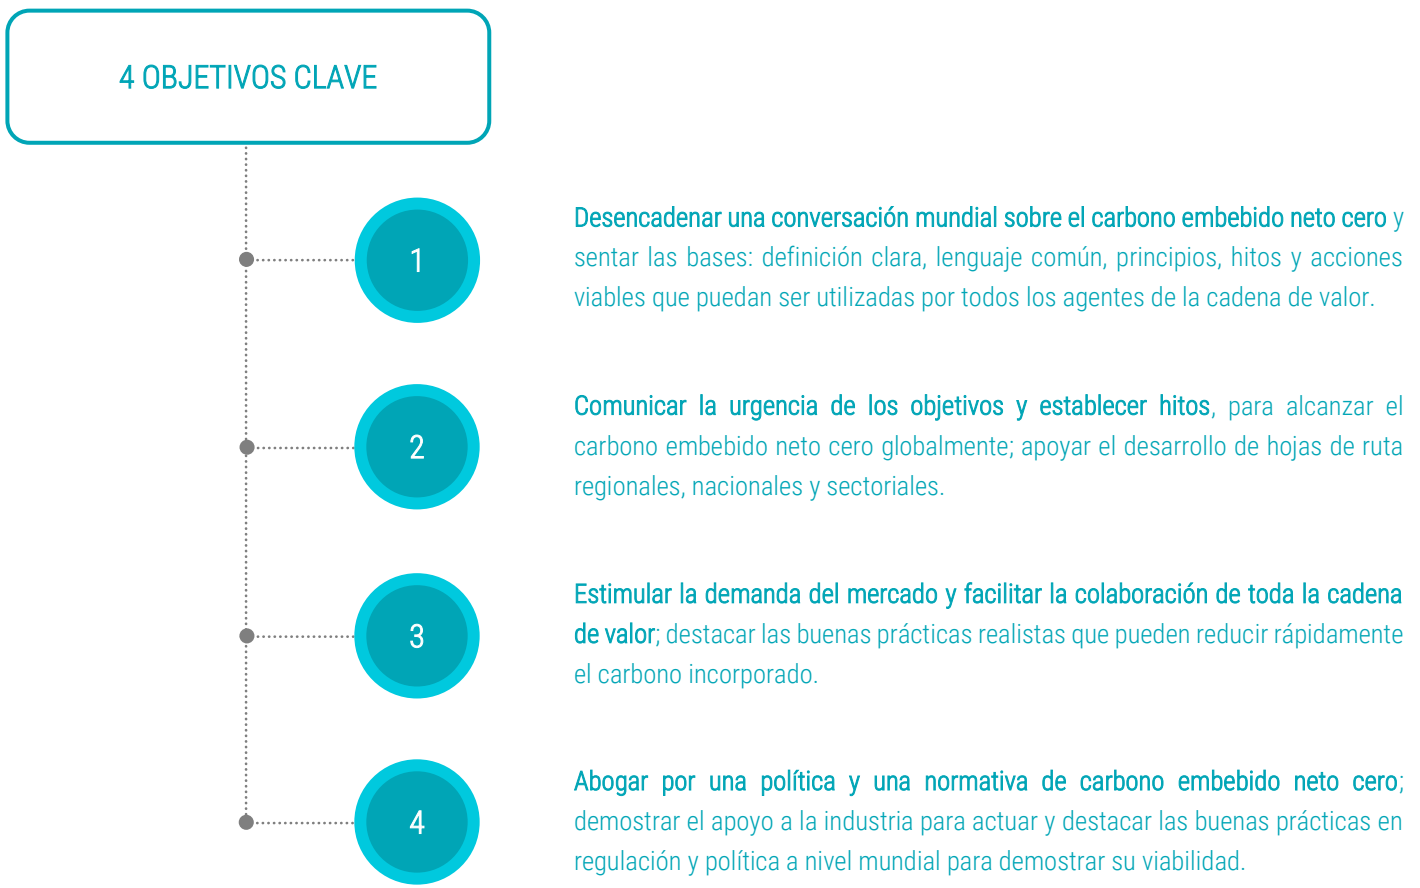 4 OBJETIVOS CLAVE
1
Desencadenar una conversación mundial sobre el carbono embebido neto cero y
sentar las bases: definición clara, lenguaje común, principios, hitos y acciones
viables que puedan ser utilizadas por todos los agentes de la cadena de valor.
2
Comunicar la urgencia de los objetivos y establecer hitos, para alcanzar el
carbono embebido neto cero globalmente; apoyar el desarrollo de hojas de ruta
regionales, nacionales y sectoriales.
3
Estimular la demanda del mercado y facilitar la colaboración de toda la cadena
de valor; destacar las buenas prácticas realistas que pueden reducir rápidamente
el carbono incorporado.
4
Abogar por una política y una normativa de carbono embebido neto cero;
demostrar el apoyo a la industria para actuar y destacar las buenas prácticas en
regulación y política a nivel mundial para demostrar su viabilidad.